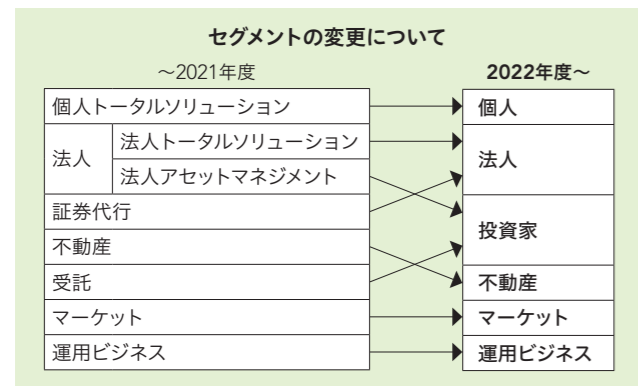 セグメントの変更について
～2021年度
2022年度～
個人トータルソリューション
法人
法人トータルソリューション
法人アセットマネジメント
証券代行
不動産
受託
マーケット
運用ビジネス
個人
法人
投資家
不動産
マーケット
運用ビジネス